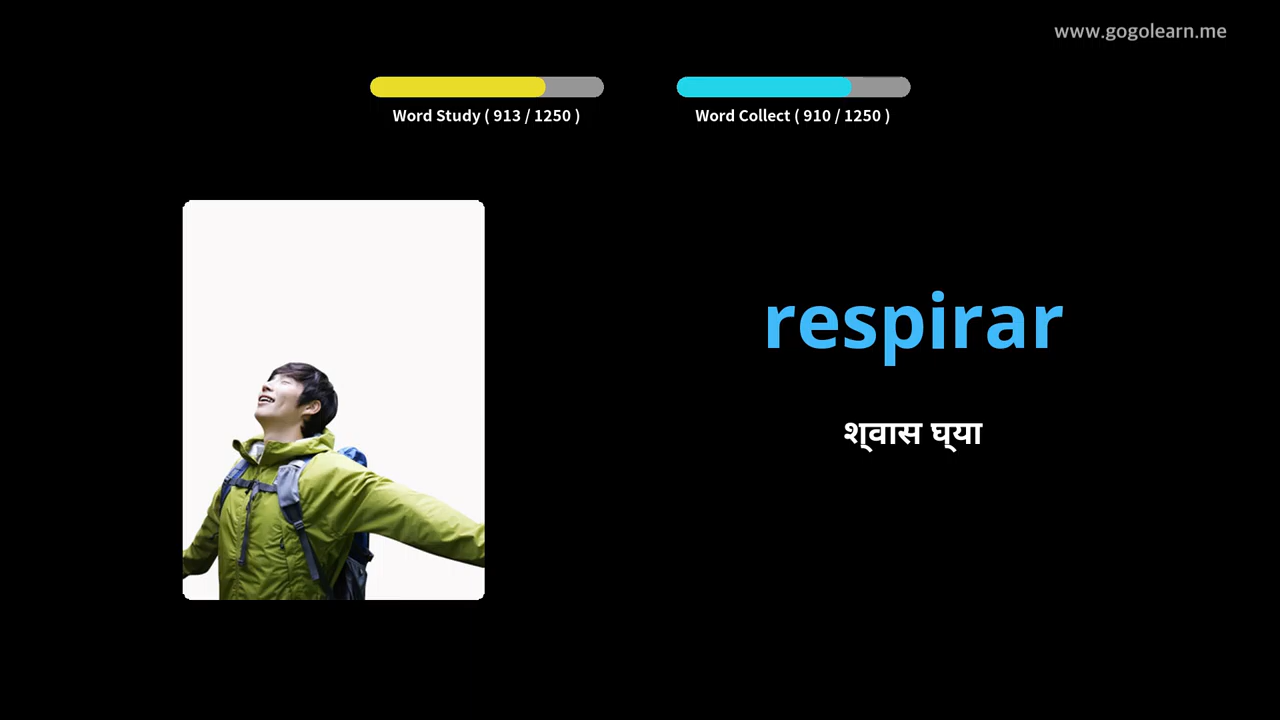 www.gogolearn.me
Word Study ( 913 / 1250 )
Word Collect ( 910 / 1250 )
respirar
श्वास घ्या